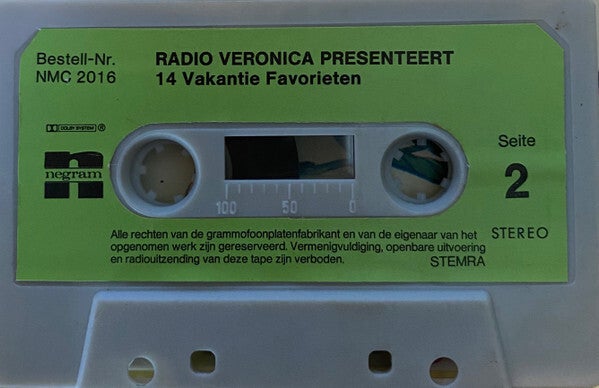 Bestell-Nr.
NMC 2016
RADIO VERONICA PRESENTEERT
14 Vakantie Favorieten
DOLBY SYSTEM ®
negram
Seite
2
100 50 0
Alle rechten van de grammofoonplatenfabrikant en van de eigenaar van het
opgenomen werk zijn gereserveerd. Vermenigvuldiging, openbare uitvoering
en radiouitzending van deze tape zijn verboden.
STEMRA
STEREO